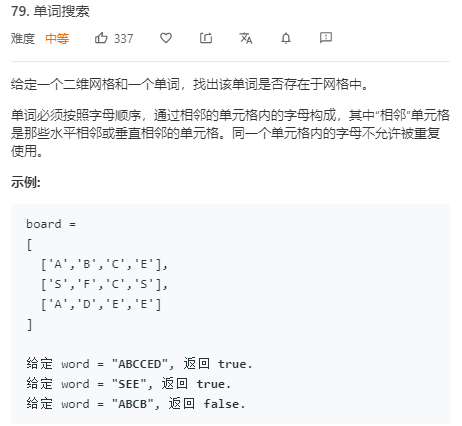 79. 单词搜索
难度 中等 337
给定一个二维网格和一个单词，找出该单词是否存在于网格中。
单词必须按照字母顺序，通过相邻的单元格内的字母构成，其中“相邻”单元格
是那些水平相邻或垂直相邻的单元格。同一个单元格内的字母不允许被重复
使用。
示例:
board =
[
  ['A','B','C','E'],
  ['S','F','C','S'],
  ['A','D','E','E']
]
给定 word = "ABCCED", 返回 true.
给定 word = "SEE", 返回 true.
给定 word = "ABCB", 返回 false.